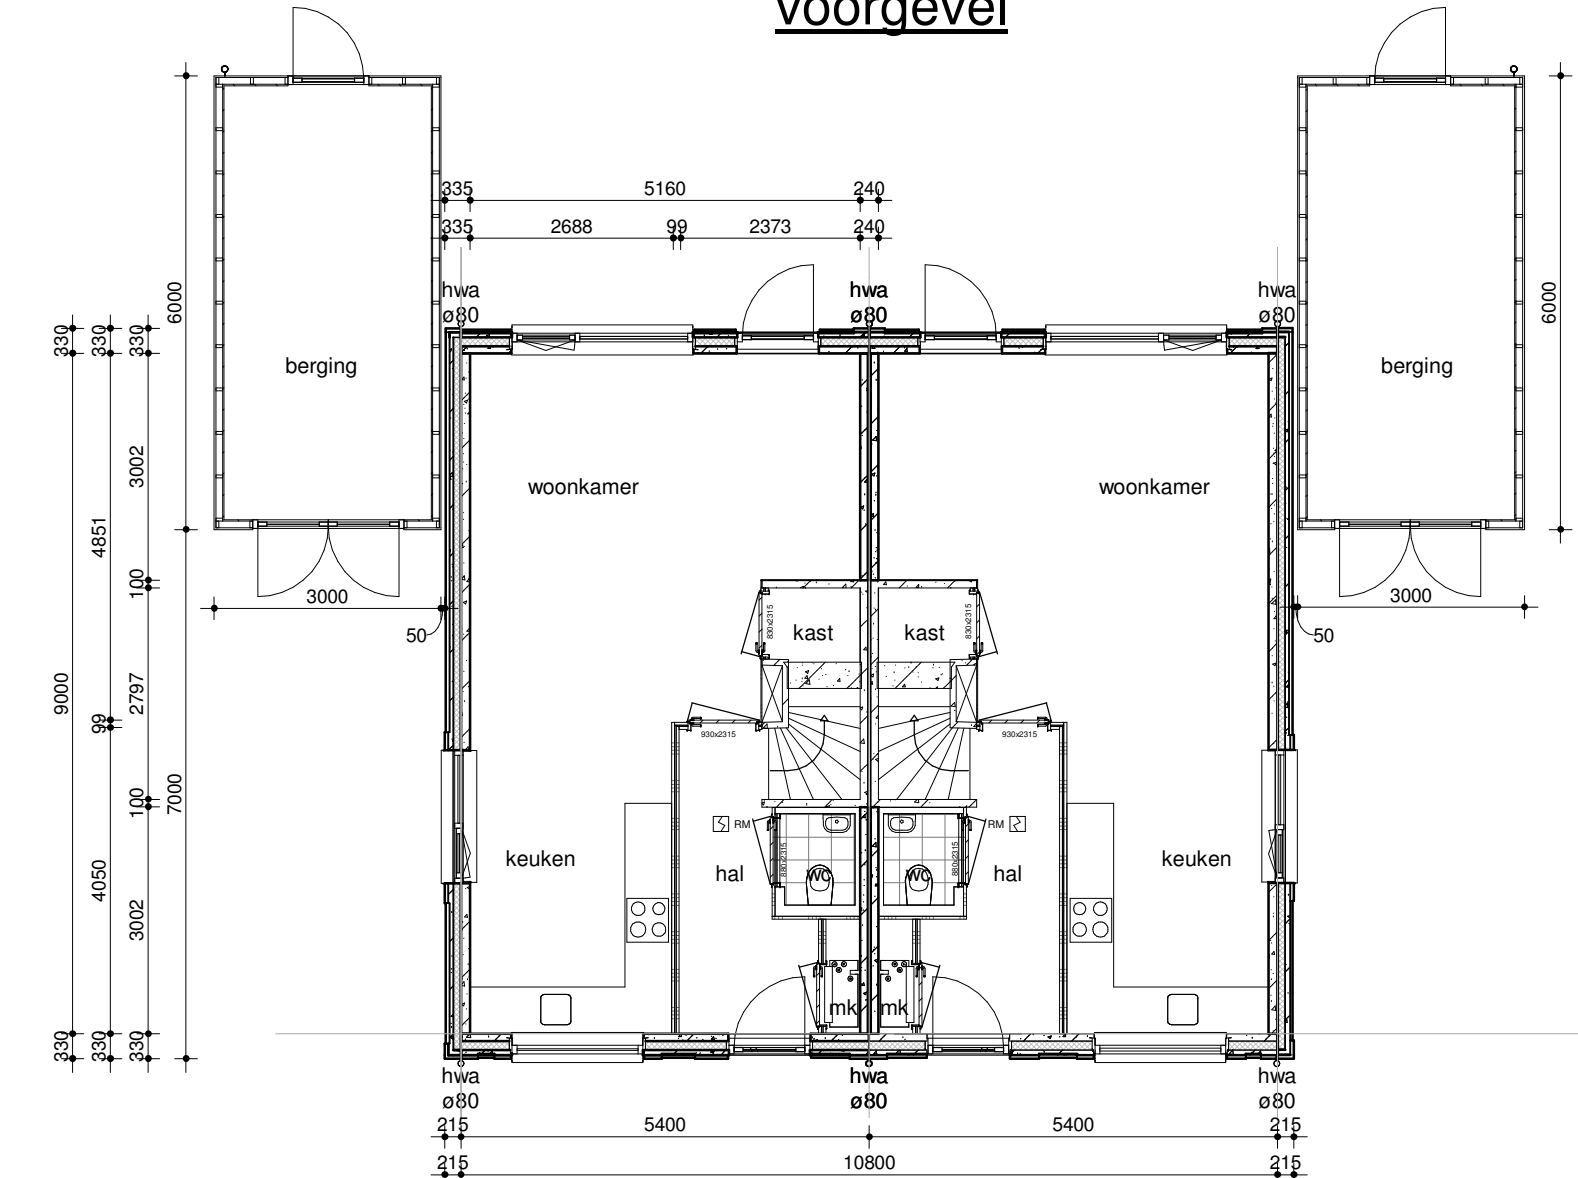 voorgevel
335 5160 240
335 2688 99 2373 240
hwa
ø80
hwa
ø80
hwa
ø80
6000
6000
330
330
330
berging
berging
3002
woonkamer
woonkamer
4851
100
3000
3000
50
50
kast
kast
830x2315
830x2315
9000
99
2797
930x2315
930x2315
7000
100
RM
RM
keuken
keuken
4050
3002
hal
hal
880x2315
880x2315
wc
wc
mk
mk
330
330
330
hwa
ø80
hwa
ø80
hwa
ø80
215 5400 5400 215
215 10800 215